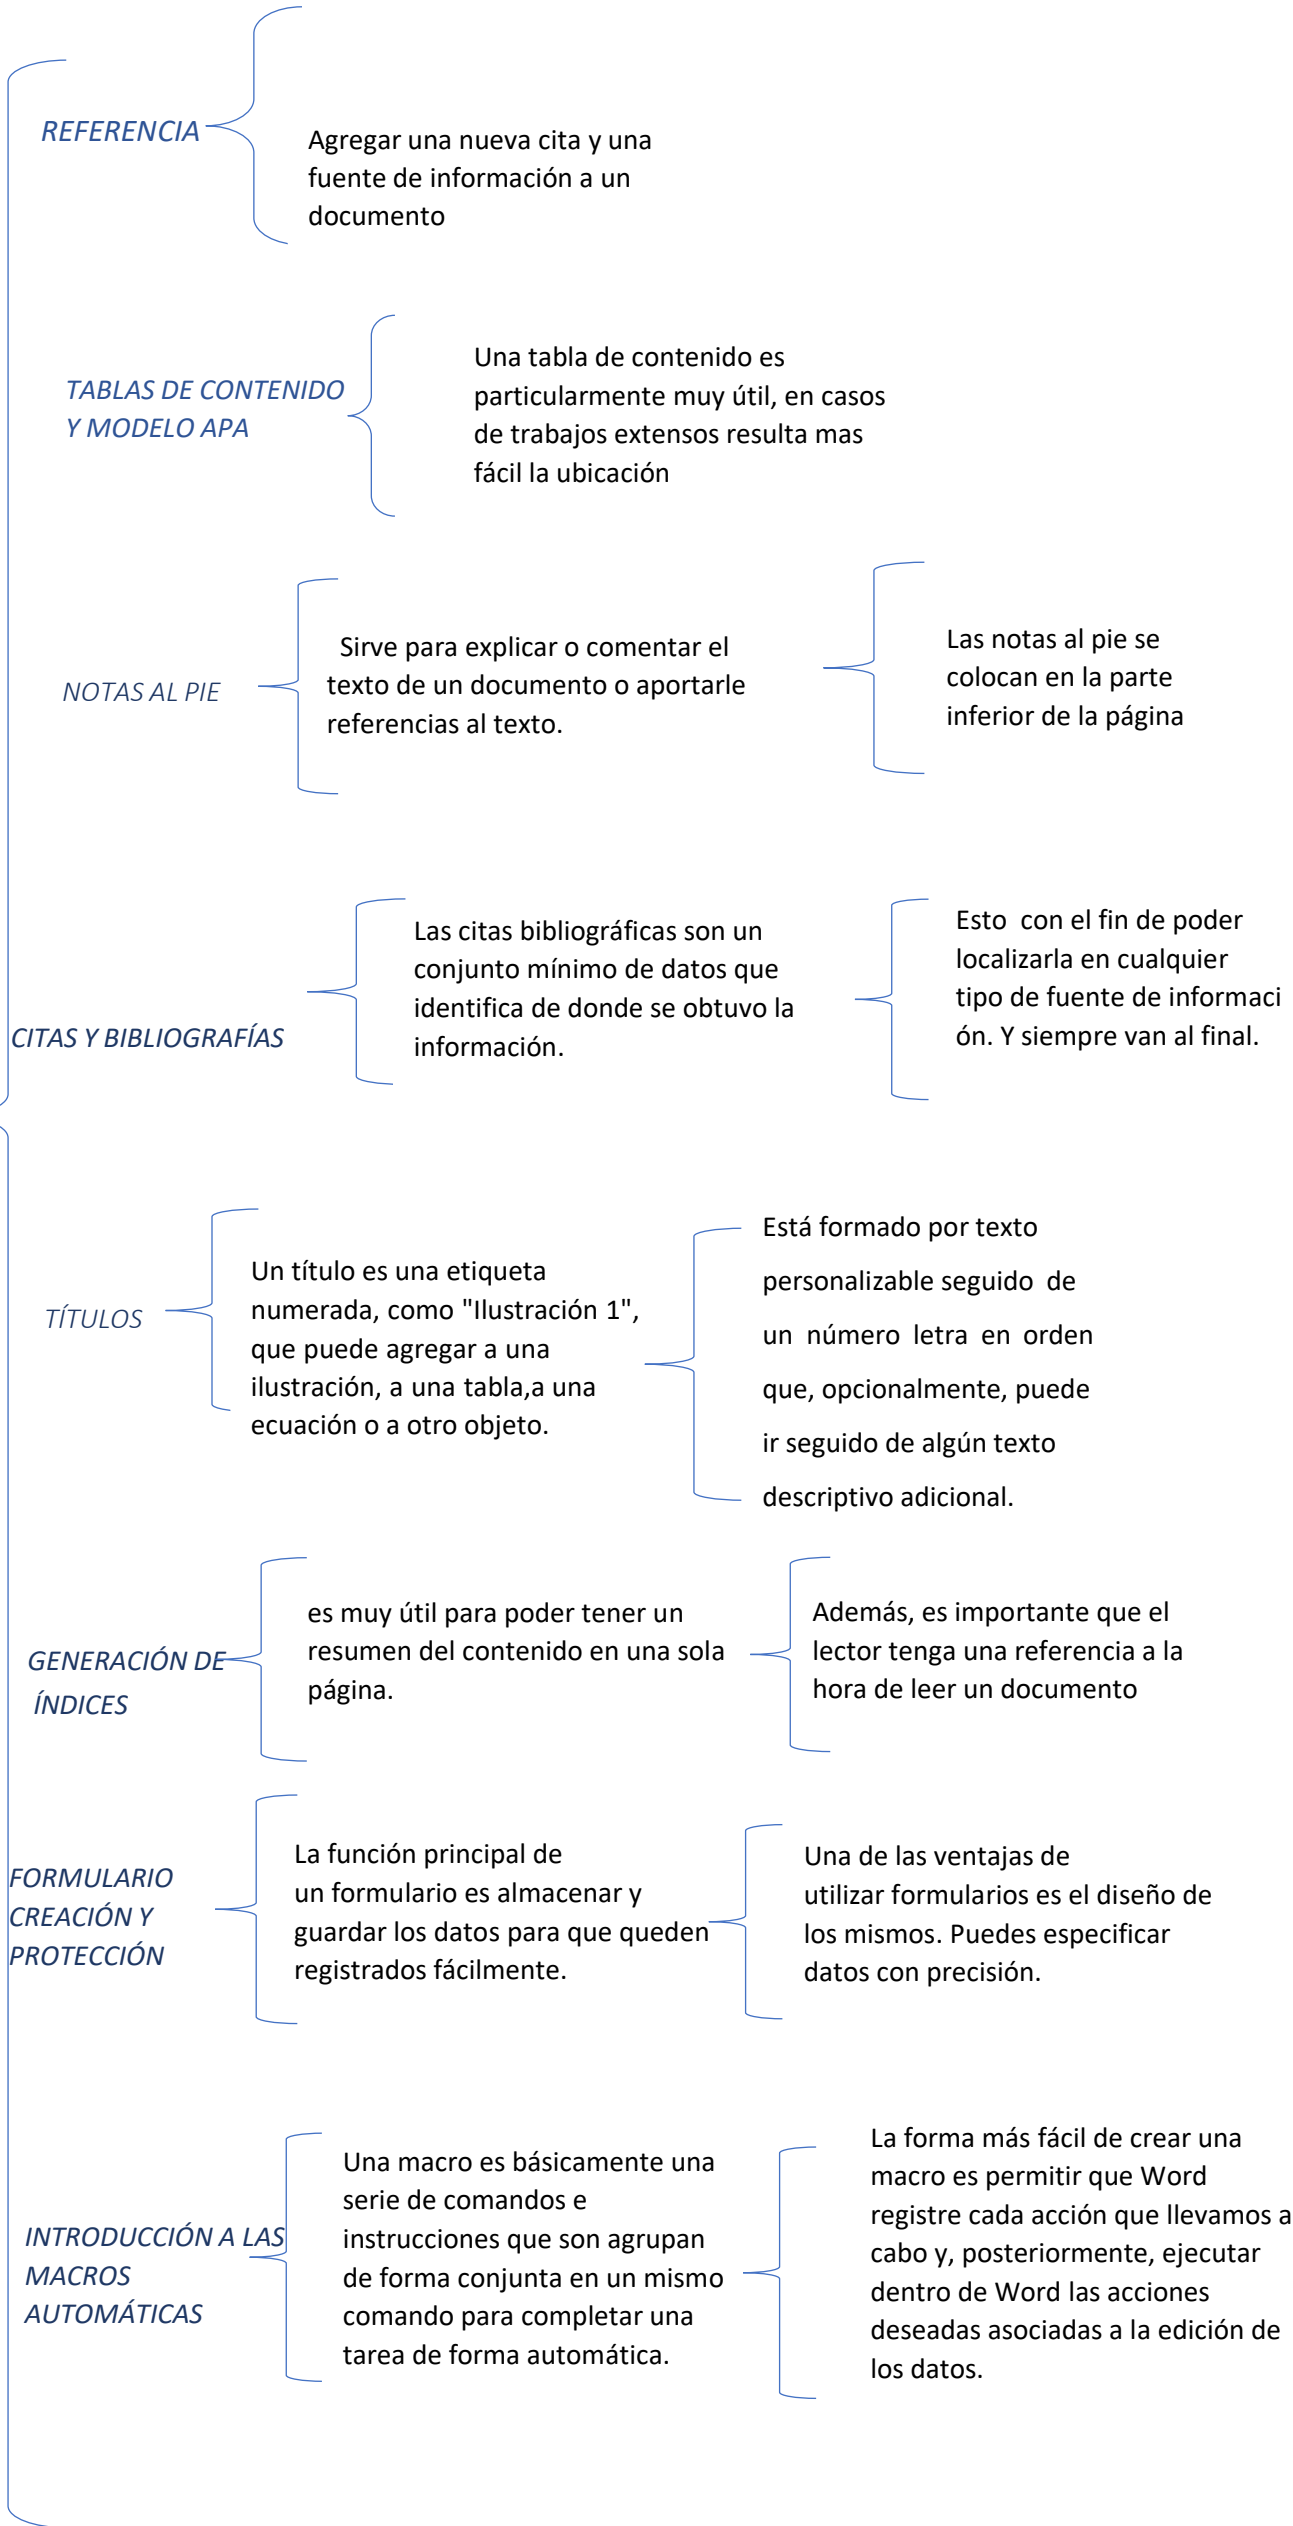 REFERENCIA
Agregar una nueva cita y una
fuente de información a un
documento
TABLAS DE CONTENIDO
Y MODELO APA
Una tabla de contenido es
particularmente muy útil, en casos
de trabajos extensos resulta mas
fácil la ubicación
NOTAS AL PIE
Sirve para explicar o comentar el
texto de un documento o aportarle
referencias al texto.
Las notas al pie se
colocan en la parte
inferior de la página
CITAS Y BIBLIOGRAFÍAS
Las citas bibliográficas son un
conjunto mínimo de datos que
identifica de donde se obtuvo la
información.
Esto con el fin de poder
localizarla en cualquier
tipo de fuente de informaci
ón. Y siempre van al final.
TÍTULOS
Un título es una etiqueta
numerada, como "Ilustración 1",
que puede agregar a una
ilustración, a una tabla,a una
ecuación o a otro objeto.
Está formado por texto
personalizable seguido de
un número letra en orden
que, opcionalmente, puede
ir seguido de algún texto
descriptivo adicional.
GENERACIÓN DE
ÍNDICES
es muy útil para poder tener un
resumen del contenido en una sola
página.
Además, es importante que el
lector tenga una referencia a la
hora de leer un documento
FORMULARIO
CREACIÓN Y
PROTECCIÓN
La función principal de
un formulario es almacenar y
guardar los datos para que queden
registrados fácilmente.
Una de las ventajas de
utilizar formularios es el diseño de
los mismos. Puedes especificar
datos con precisión.
INTRODUCCIÓN A LAS
MACROS
AUTOMÁTICAS
Una macro es básicamente una
serie de comandos e
instrucciones que son agrupan
de forma conjunta en un mismo
comando para completar una
tarea de forma automática.
La forma más fácil de crear una
macro es permitir que Word
registre cada acción que llevamos a
cabo y, posteriormente, ejecutar
dentro de Word las acciones
deseadas asociadas a la edición de
los datos.